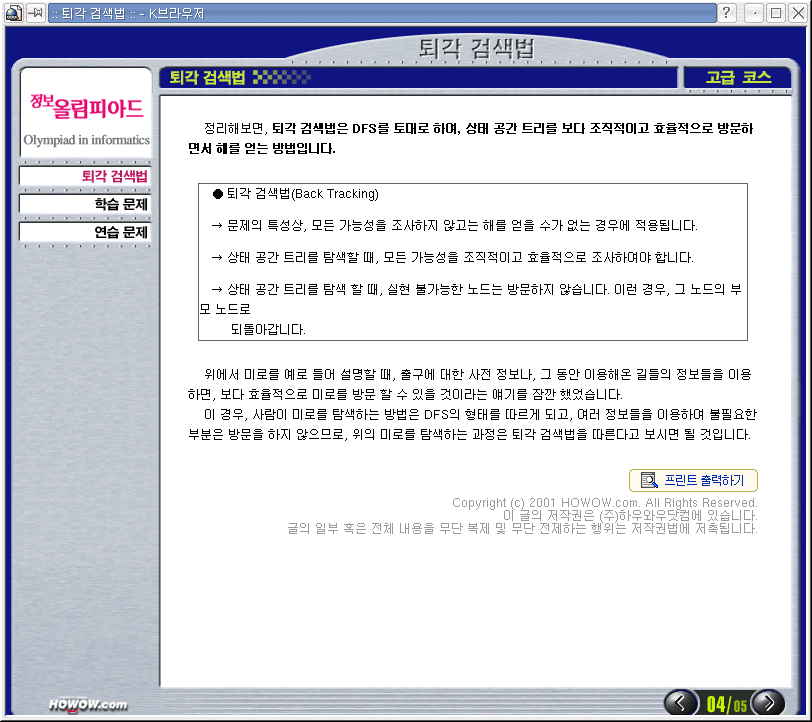 :: 퇴각 검색법 :: - K브라우저
퇴각 검색법
퇴각 검색법
고급 코스
정보올림피아드
Olympiad in informatics
퇴각 검색법
학습 문제
연습 문제
정리해보면, 퇴각 검색법은 DFS를 토대로 하며, 상태 공간 트리를 보다 조직적이고 효율적으로 방문하
면서 해를 얻는 방법입니다.
● 퇴각 검색법(Back Tracking)
→ 문제의 특성상, 모든 가능성을 조사하지 않고는 해를 얻을 수가 없는 경우에 적용됩니다.
→ 상태 공간 트리를 탐색할 때, 모든 가능성을 조직적이고 효율적으로 조사하여야 합니다.
→ 상태 공간 트리를 탐색 할 때, 실현 불가능한 노드는 방문하지 않습니다. 이런 경우, 그 노드의 부
모 노드로
되돌아갑니다.
위에서 미로를 예로 들어 설명할 때, 출구에 대한 사전 정보나, 그 동안 이용해온 길들의 정보들을 이용
하면, 보다 효율적으로 미로를 방문 할 수 있을 것이라는 얘기를 잠깐 했었습니다.
이 경우, 사람이 미로를 탐색하는 방법은 DFS의 형태를 따르게 되고, 여러 정보들을 이용하여 불필요한
부분은 방문을 하지 않으므로, 위의 미로를 탐색하는 과정은 퇴각 검색법을 따른다고 보시면 될 것입니다.
프린트 출력하기
Copyright (c) 2001 HOWOW.com. All Rights Reserved.
이 글의 저작권은 (주)하우와우닷컴에 있습니다.
글의 일부 혹은 전체 내용을 무단 복제 및 무단 전제하는 행위는 저작권법에 저촉됩니다.
HOWOW.com
04/05